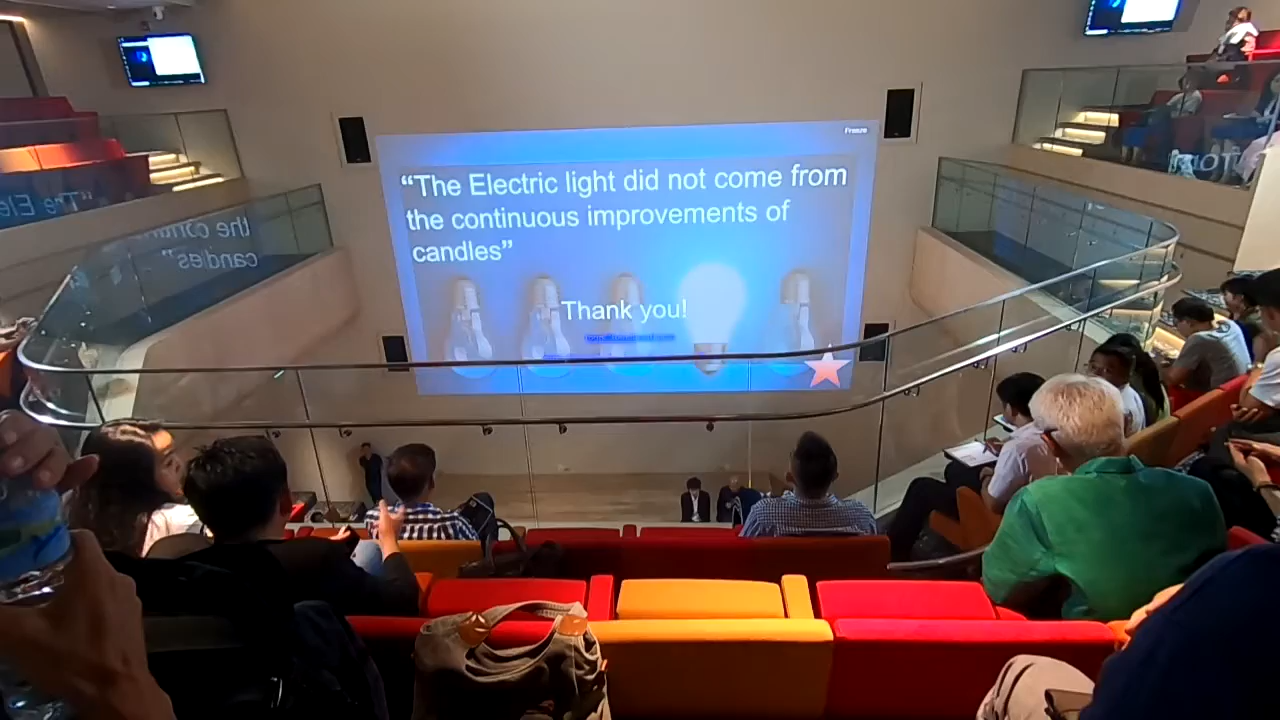 Freeze
“The Electric light did not come from
the continuous improvements of
candles”
Thank you!